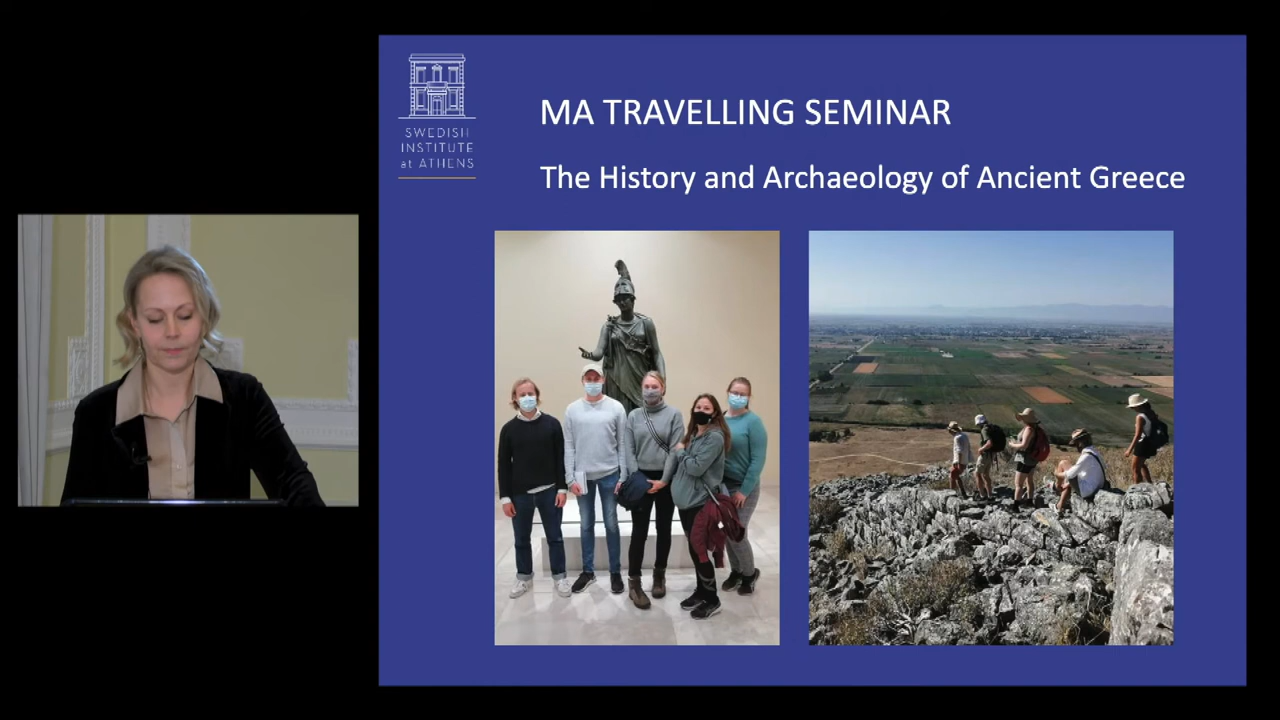 SWEDISH
INSTITUTE
at ATHENS
MA TRAVELLING SEMINAR
The History and Archaeology of Ancient Greece